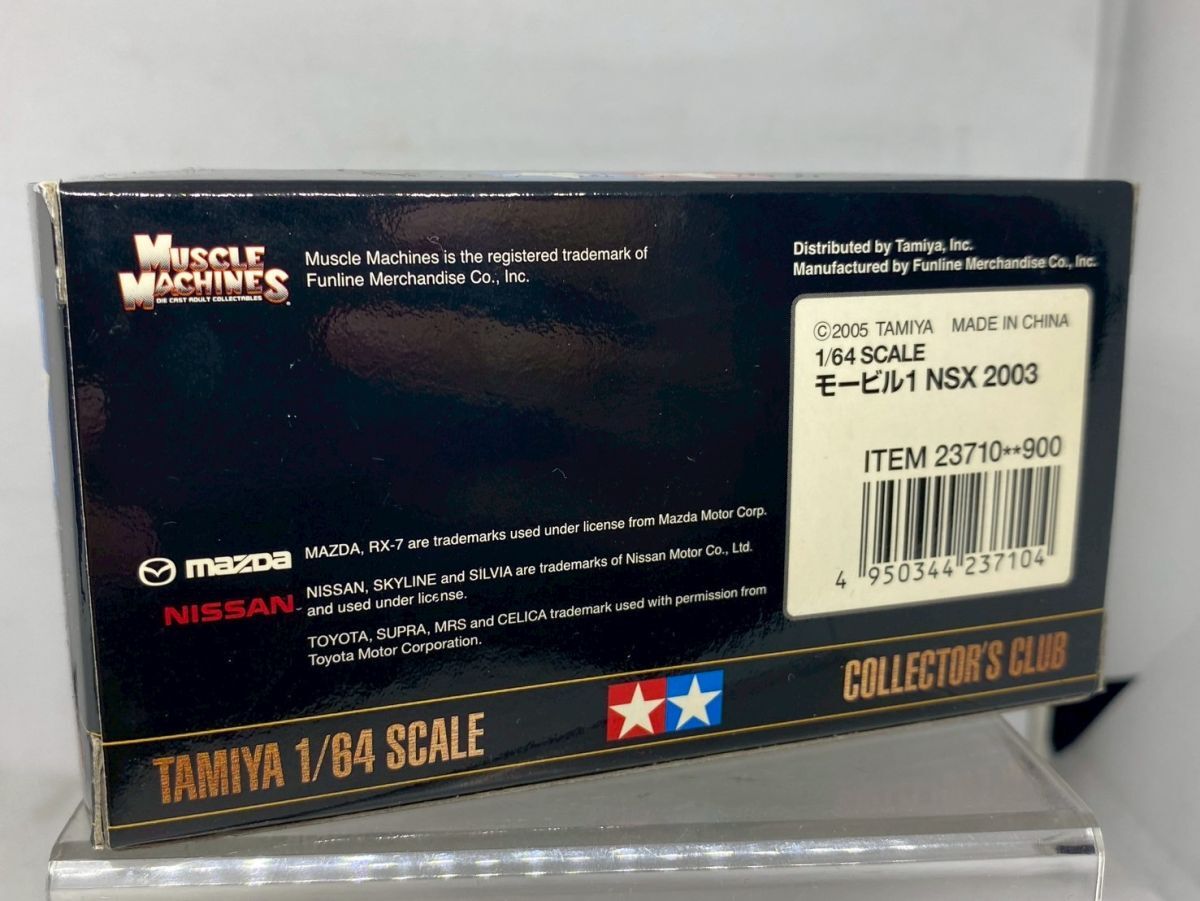 MUSCLE
MACHINES
DIE CAST ADULT COLLECTABLES
Muscle Machines is the registered trademark of
Funline Merchandise Co., Inc.
Distributed by Tamiya, Inc.
Manufactured by Funline Merchandise Co., Inc.
©2005 TAMIYA MADE IN CHINA
1/64 SCALE
モービル1 NSX 2003
ITEM 23710**900
4 950344 237104
mazda
MAZDA, RX-7 are trademarks used under license from Mazda Motor Corp.
NISSAN
NISSAN, SKYLINE and SILVIA are trademarks of Nissan Motor Co., Ltd.
and used under license.
TOYOTA, SUPRA, MRS and CELICA trademark used with permission from
Toyota Motor Corporation.
TAMIYA 1/64 SCALE
COLLECTOR'S CLUB